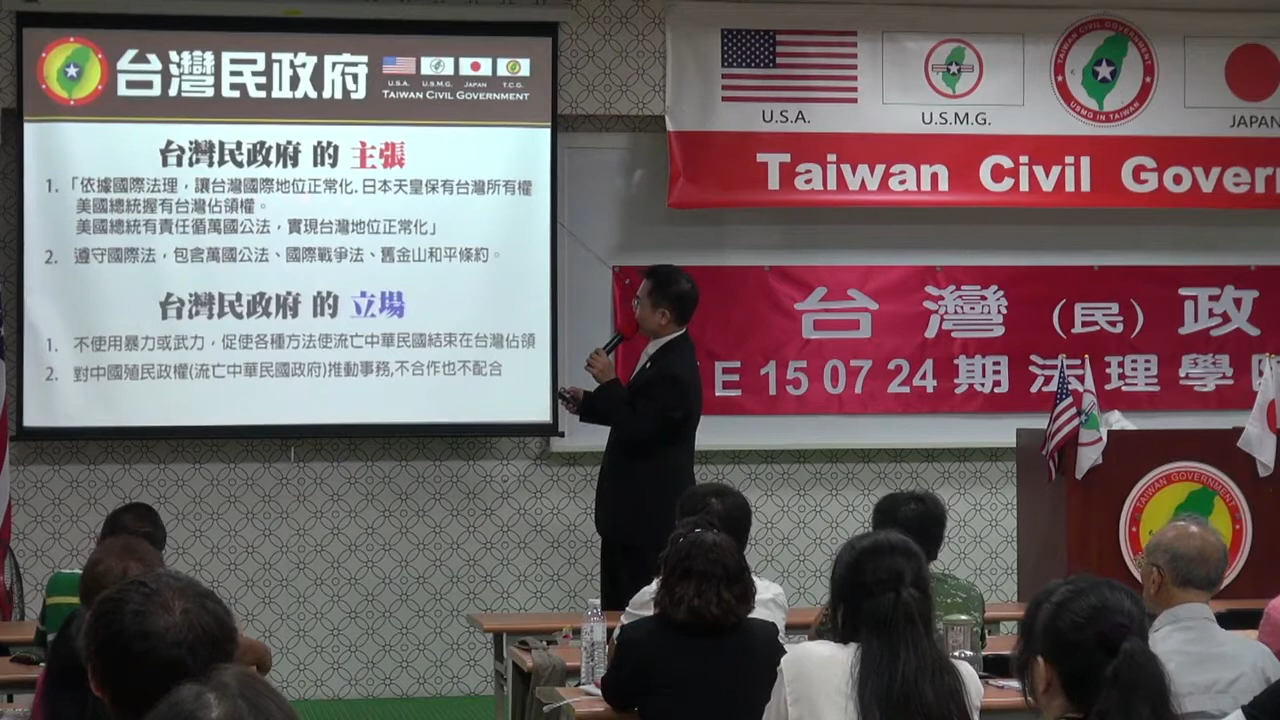 台灣民政府
U.S.A. U.S.M.G. JAPAN T.C.G.
TAIWAN CIVIL GOVERNMENT
台灣民政府 的 主張
1. 「依據國際法理，讓台灣國際地位正常化.日本天皇保有台灣所有權
美國總統握有台灣佔領權。
美國總統有責任循萬國公法，實現台灣地位正常化」
2. 遵守國際法，包含萬國公法、國際戰爭法、舊金山和平條約。
台灣民政府 的 立場
1. 不使用暴力或武力，促使各種方法使流亡中華民國結束在台灣佔領
2. 對中國殖民政權(流亡中華民國政府)推動事務,不合作也不配合
U.S.A.
U.S.M.G.
TAIWAN CIVIL GOVERNMENT
USMG IN TAIWAN
JAPAN
Taiwan Civil Gover
台 灣 (民) 政
E 15 07 24 期 法 理 學
TAIWAN GOVERNMENT